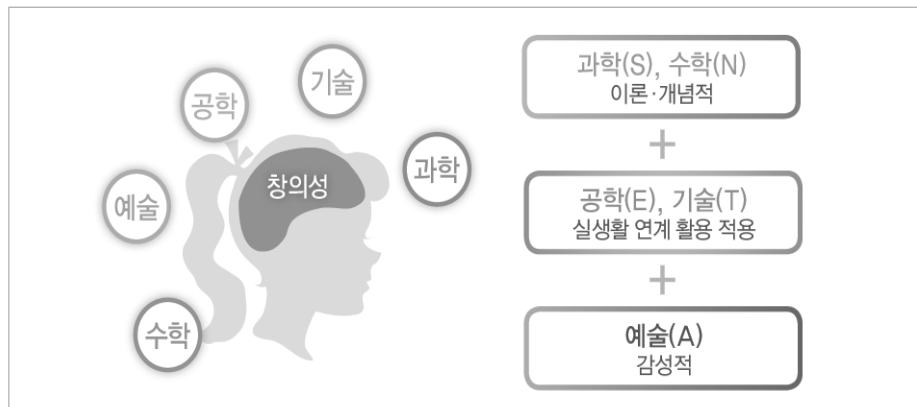 기술
공학
창의성
과학
예술
수학
과학(S), 수학(N)
이론·개념적
+
공학(E), 기술(T)
실생활 연계 활용 적용
+
예술(A)
감성적